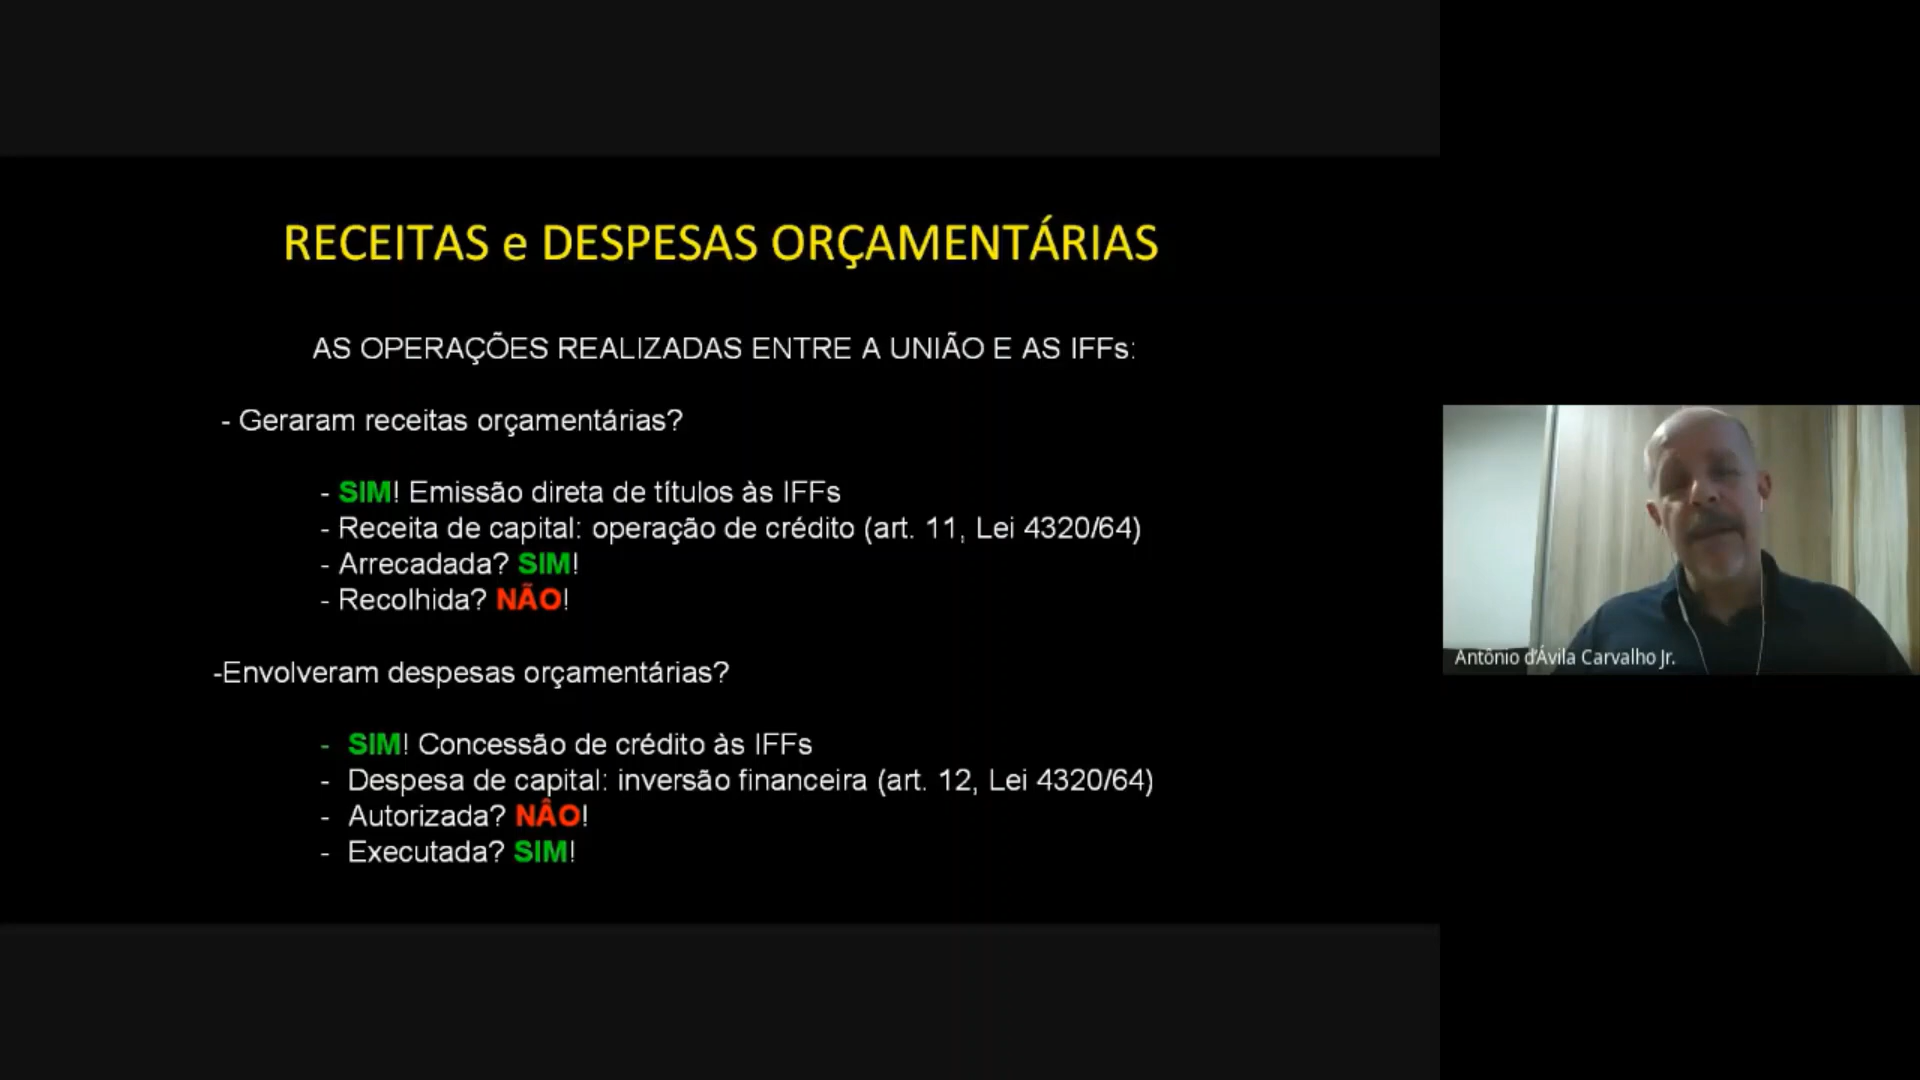 RECEITAS e DESPESAS ORÇAMENTÁRIAS
AS OPERAÇÕES REALIZADAS ENTRE A UNIÃO E AS IFFs:
- Geraram receitas orçamentárias?
- SIM! Emissão direta de títulos às IFFs
- Receita de capital: operação de crédito (art. 11, Lei 4320/64)
- Arrecadada? SIM!
- Recolhida? NÃO!
-Envolveram despesas orçamentárias?
- SIM! Concessão de crédito às IFFs
- Despesa de capital: inversão financeira (art. 12, Lei 4320/64)
- Autorizada? NÃO!
- Executada? SIM!
Antônio d'Ávila Carvalho Jr.